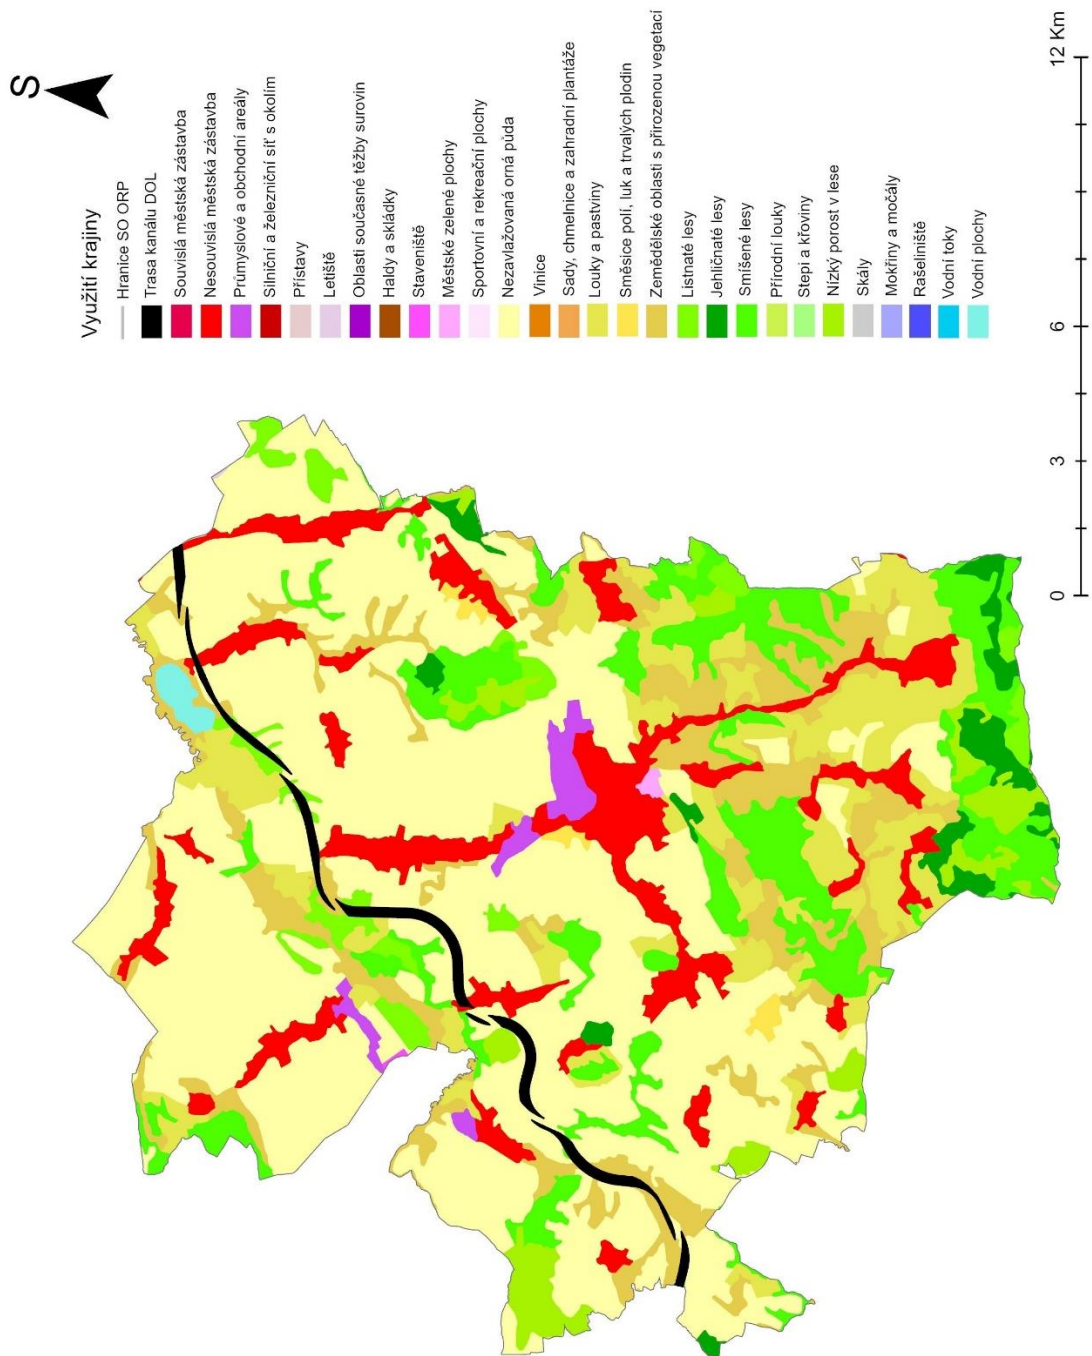 S
Využití krajiny
Hranice SO ORP
Trasa kanálu DOL
Souvislá městská zástavba
Nesouvislá městská zástavba
Průmyslové a obchodní areály
Silniční a železniční síť s okolím
Přístavy
Letiště
Oblasti současné těžby surovin
Haldy a skládky
Staveniště
Městské zelené plochy
Sportovní a rekreační plochy
Nezavlažovaná orná půda
Vinice
Sady, chmelnice a zahradní plantáže
Louky a pastviny
Směsice polí, luk a trvalých plodin
Zemědělské oblasti s přirozenou vegetací
Listnaté lesy
Jehličnaté lesy
Smíšené lesy
Přírodní louky
Stepi a křoviny
Nízký porost v lese
Skály
Mokřiny a močály
Rašeliniště
Vodní toky
Vodní plochy
0 3 6 12 Km